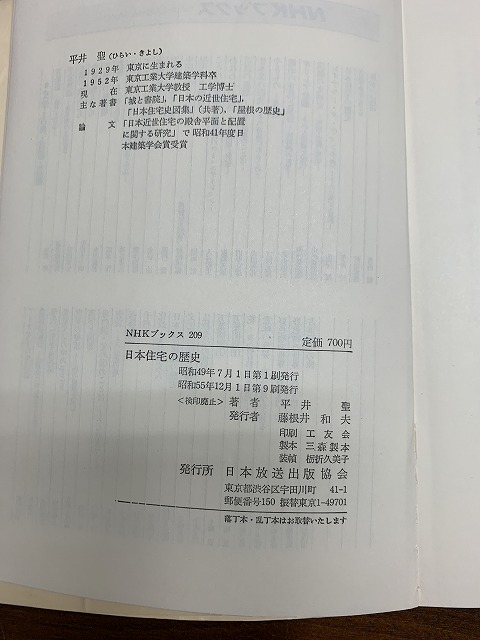 平井 聖(ひらい・きよし)
1929年 東京に生まれる
1952年 東京工業大学建築学科卒
現 在 東京工業大学教授 工学博士
主な著書 「城と書院」,「日本の近世住宅」,
「日本住宅史図集」(共著),「屋根の歴史」
論 文 「日本近世住宅の殿舎平面と配置
に関する研究」で昭和41年度日
本建築学会賞受賞
NHKブックス 209
定価 700円
日本住宅の歴史
昭和49年7月1日第1刷発行
昭和55年12月1日第9刷発行
<検印廃止> 著 者 平 井 聖
発行者 藤根井 和 夫
印刷 工 友 会
製本 三森製本
装幀 栃折久美子
発行所 日本放送出版協会
東京都渋谷区宇田川町 41-1
郵便番号150 振替東京1-49701
落丁本・乱丁本はお取替いたします